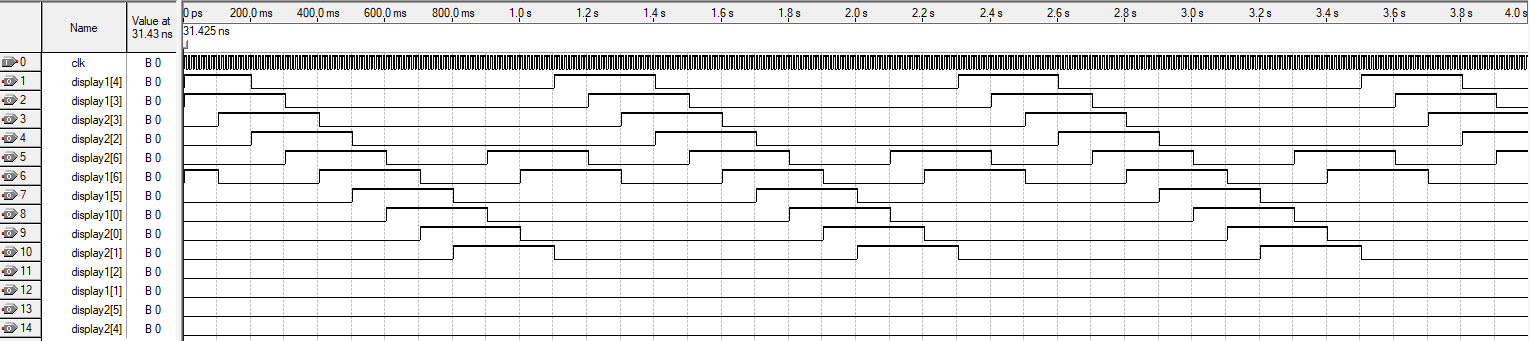 Name Value at 31.43 ns 0 ps 200.0 ms 400.0 ms 600.0 ms 800.0 ms 1.0 s 1.2 s 1.4 s 1.6 s 1.8 s 2.0 s 2.2 s 2.4 s 2.6 s 2.8 s 3.0 s 3.2 s 3.4 s 3.6 s 3.8 s 4.0 s
31.425 ns
0 clk B 0
1 display1[4] B 0
2 display1[3] B 0
3 display2[3] B 0
4 display2[2] B 0
5 display2[6] B 0
6 display1[6] B 0
7 display1[5] B 0
8 display1[0] B 0
9 display2[0] B 0
10 display2[1] B 0
11 display1[2] B 0
12 display1[1] B 0
13 display2[5] B 0
14 display2[4] B 0